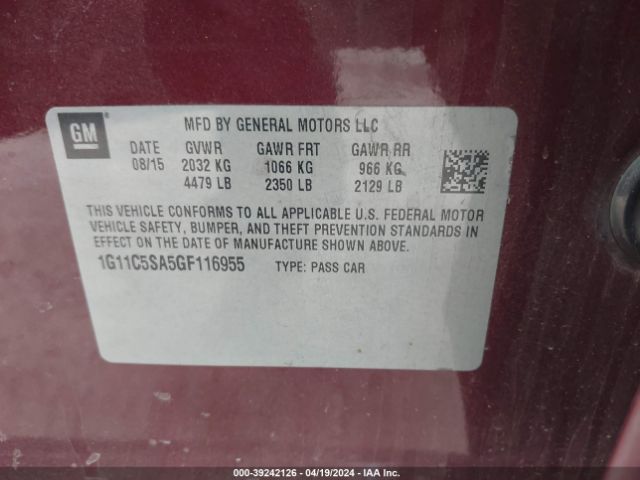 GM
MFD BY GENERAL MOTORS LLC
DATE GVWR GAWR FRT GAWR RR
08/15 2032 KG 1066 KG 966 KG
4479 LB 2350 LB 2129 LB
THIS VEHICLE CONFORMS TO ALL APPLICABLE U.S. FEDERAL MOTOR
VEHICLE SAFETY, BUMPER, AND THEFT PREVENTION STANDARDS IN
EFFECT ON THE DATE OF MANUFACTURE SHOWN ABOVE.
1G11C5SA5GF116955 TYPE: PASS CAR
000-39242126 - 04/19/2024 - IAA Inc.